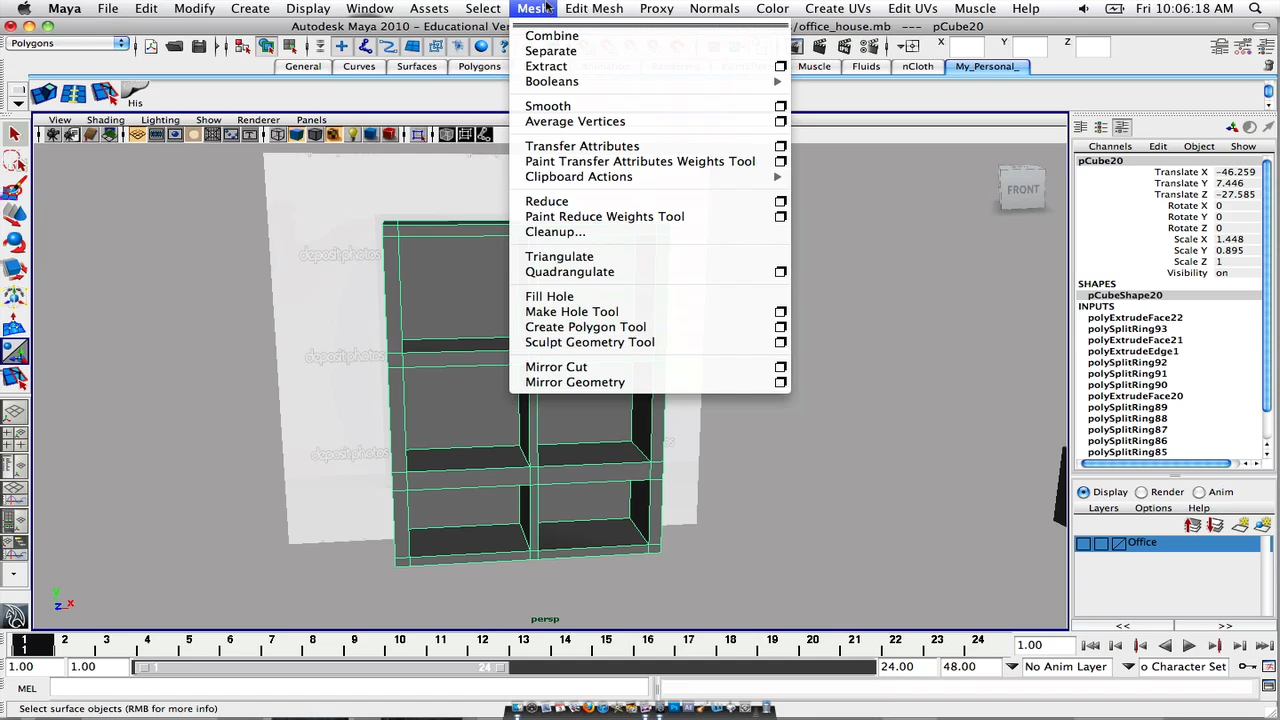 Maya File Edit Modify Create Display Window Assets Select Mesh Edit Mesh Proxy Normals Color Create UVs Edit UVs Muscle Help Fri 10:06:18 AM
Autodesk Maya 2010 – Educational Ver
/office_house.mb --- pCube20
Polygons
X: Y: Z:
General Curves Surfaces Polygons Muscle Fluids nCloth My_Personal_
His
View Shading Lighting Show Renderer Panels
Combine
Separate
Extract
Booleans
Smooth
Average Vertices
Transfer Attributes
Paint Transfer Attributes Weights Tool
Clipboard Actions
Reduce
Paint Reduce Weights Tool
Cleanup...
Triangulate
Quadrangulate
Fill Hole
Make Hole Tool
Create Polygon Tool
Sculpt Geometry Tool
Mirror Cut
Mirror Geometry
depositphotos
depositphotos
depositphotos
FRONT
persp
y
z x
Channels Edit Object Show
pCube20
Translate X -46.259
Translate Y 7.446
Translate Z -27.585
Rotate X 0
Rotate Y 0
Rotate Z 0
Scale X 1.448
Scale Y 0.895
Scale Z 1
Visibility on
SHAPES
pCubeShape20
INPUTS
polyExtrudeFace22
polySplitRing93
polyExtrudeFace21
polyExtrudeEdge1
polySplitRing92
polySplitRing91
polySplitRing90
polyExtrudeFace20
polySplitRing89
polySplitRing88
polySplitRing87
polySplitRing86
polySplitRing85
Display Render Anim
Layers Options Help
Office
<< >>
1 2 3 4 5 6 7 8 9 10 11 12 13 14 15 16 17 18 19 20 21 22 23 24
1
1.00
1.00 1.00 1 24 24.00 48.00 No Anim Layer o Character Set
MEL
Select surface objects (RMB for more info)